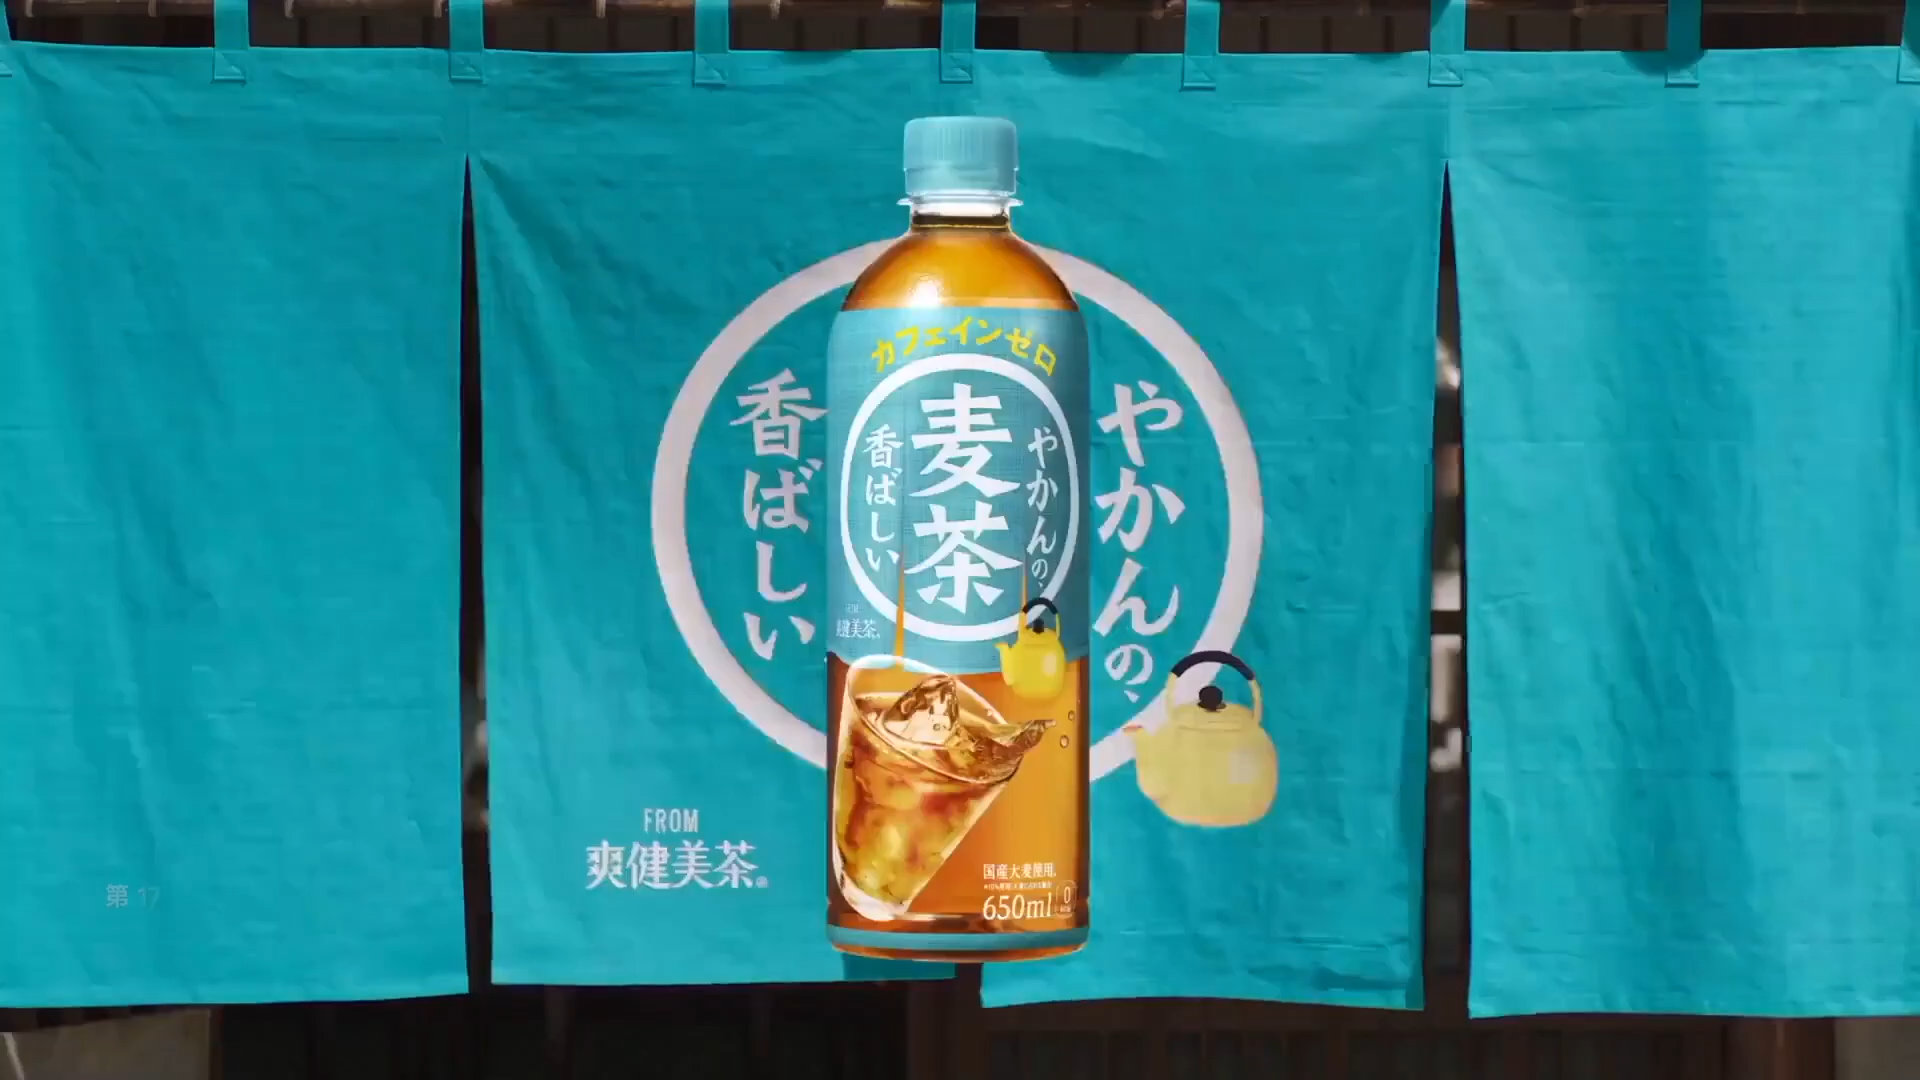 やかんの、
香ばしい
FROM
爽健美茶®
カフェインゼロ
やかんの、
麦茶
香ばしい
爽健美茶®
国産大麦使用。
650ml
0
第 17